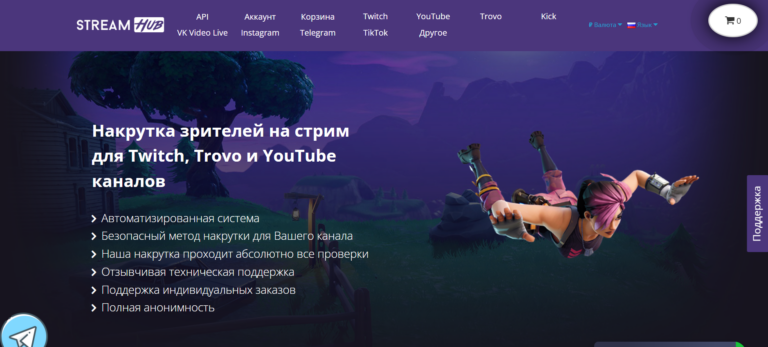 STREAM HUB
API Аккаунт Корзина Twitch YouTube Trovo Kick
VK Video Live Instagram Telegram TikTok Другое
₽ Валюта Язык
0
Накрутка зрителей на стрим
для Twitch, Trovo и YouTube
каналов
Автоматизированная система
Безопасный метод накрутки для Вашего канала
Наша накрутка проходит абсолютно все проверки
Отзывчивая техническая поддержка
Поддержка индивидуальных заказов
Полная анонимность
Поддержка